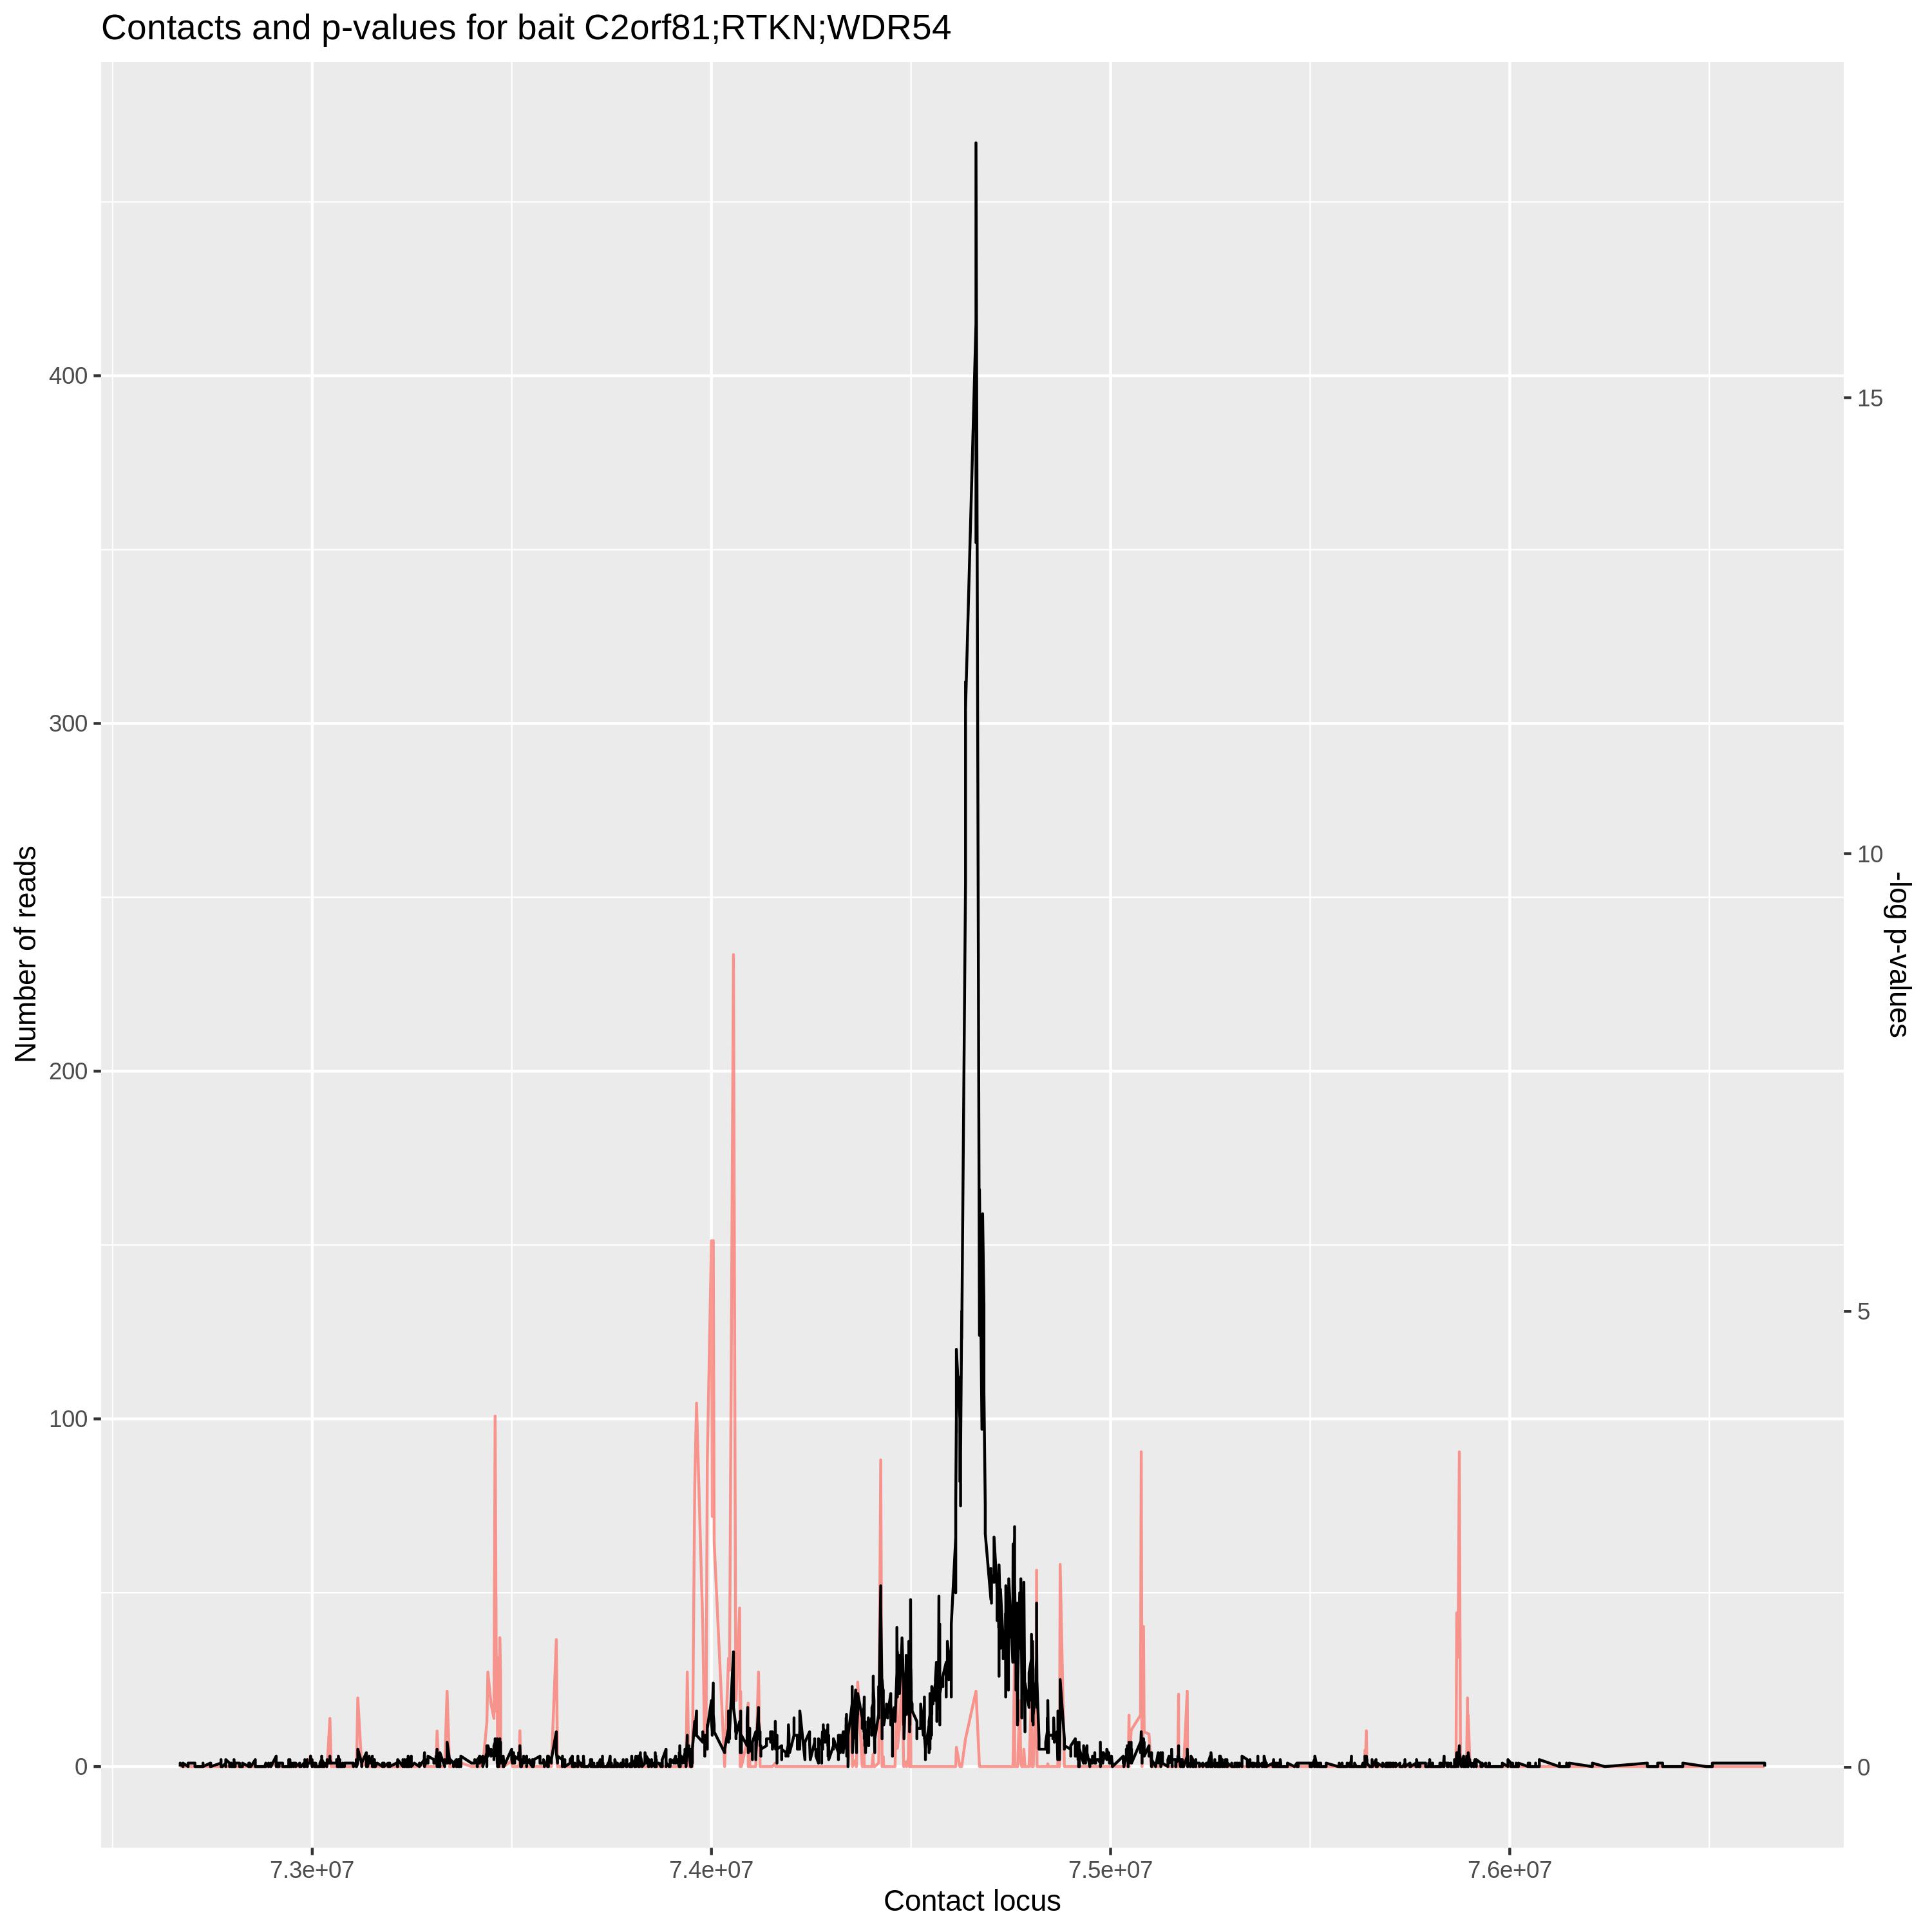 Contacts and p-values for bait C2orf81;RTKN;WDR54
400
300
200
100
0
Number of reads
15
10
5
0
-log p-values
7.3e+07 7.4e+07 7.5e+07 7.6e+07
Contact locus